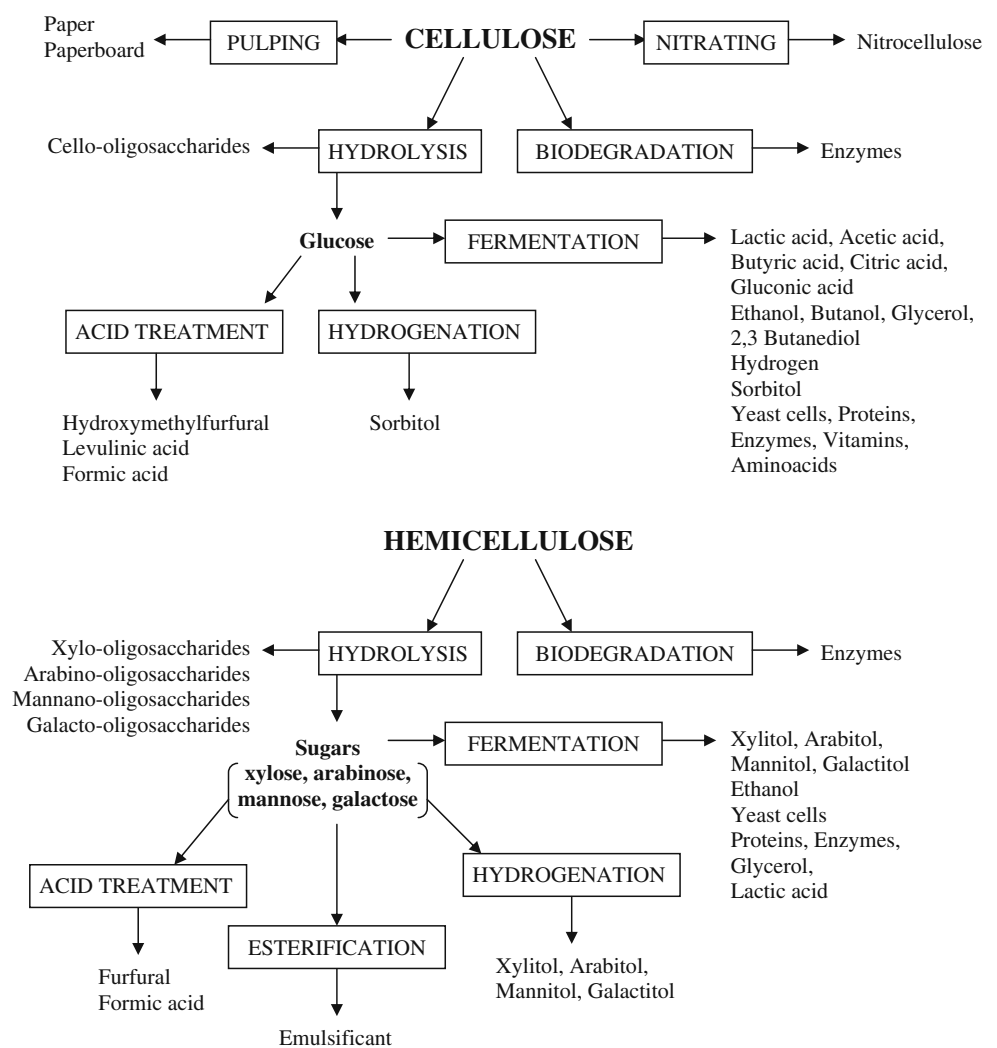 Paper
Paperboard
PULPING
CELLULOSE
NITRATING
Nitrocellulose
Cello-oligosaccharides
HYDROLYSIS
BIODEGRADATION
Enzymes
Glucose
FERMENTATION
Lactic acid, Acetic acid,
Butyric acid, Citric acid,
Gluconic acid
Ethanol, Butanol, Glycerol,
2,3 Butanediol
Hydrogen
Sorbitol
Yeast cells, Proteins,
Enzymes, Vitamins,
Aminoacids
ACID TREATMENT
HYDROGENATION
Hydroxymethylfurfural
Levulinic acid
Formic acid
Sorbitol
HEMICELLULOSE
Xylo-oligosaccharides
Arabino-oligosaccharides
Mannano-oligosaccharides
Galacto-oligosaccharides
HYDROLYSIS
BIODEGRADATION
Enzymes
Sugars
xylose, arabinose,
mannose, galactose
FERMENTATION
Xylitol, Arabitol,
Mannitol, Galactitol
Ethanol
Yeast cells
Proteins, Enzymes,
Glycerol,
Lactic acid
ACID TREATMENT
HYDROGENATION
ESTERIFICATION
Furfural
Formic acid
Xylitol, Arabitol,
Mannitol, Galactitol
Emulsificant